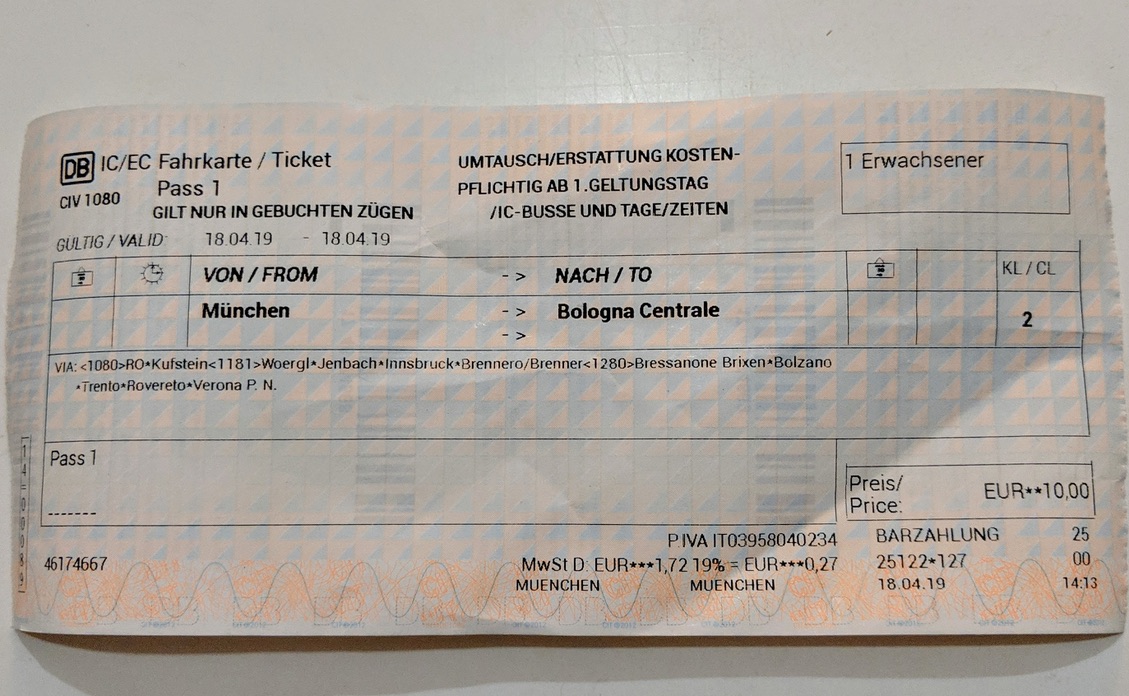 DB IC/EC Fahrkarte / Ticket
Pass 1
CIV 1080
GILT NUR IN GEBUCHTEN ZÜGEN
UMTAUSCH/ERSTATTUNG KOSTEN-
PFLICHTIG AB 1.GELTUNGSTAG
/IC-BUSSE UND TAGE/ZEITEN
1 Erwachsener
GÜLTIG / VALID: 18.04.19 - 18.04.19
VON / FROM -> NACH / TO KL / CL
München -> Bologna Centrale 2
->
VIA: <1080>RO*Kufstein<1181>Woergl*Jenbach*Innsbruck*Brennero/Brenner<1280>Bressanone Brixen*Bolzano
*Trento*Rovereto*Verona P. N.
Pass 1
-------
Preis/ EUR**10,00
Price:
P.IVA IT03958040234
BARZAHLUNG 25
46174667
MwSt D: EUR***1,72 19% = EUR***0,27
25122*127 00
MUENCHEN MUENCHEN
18.04.19 14:13